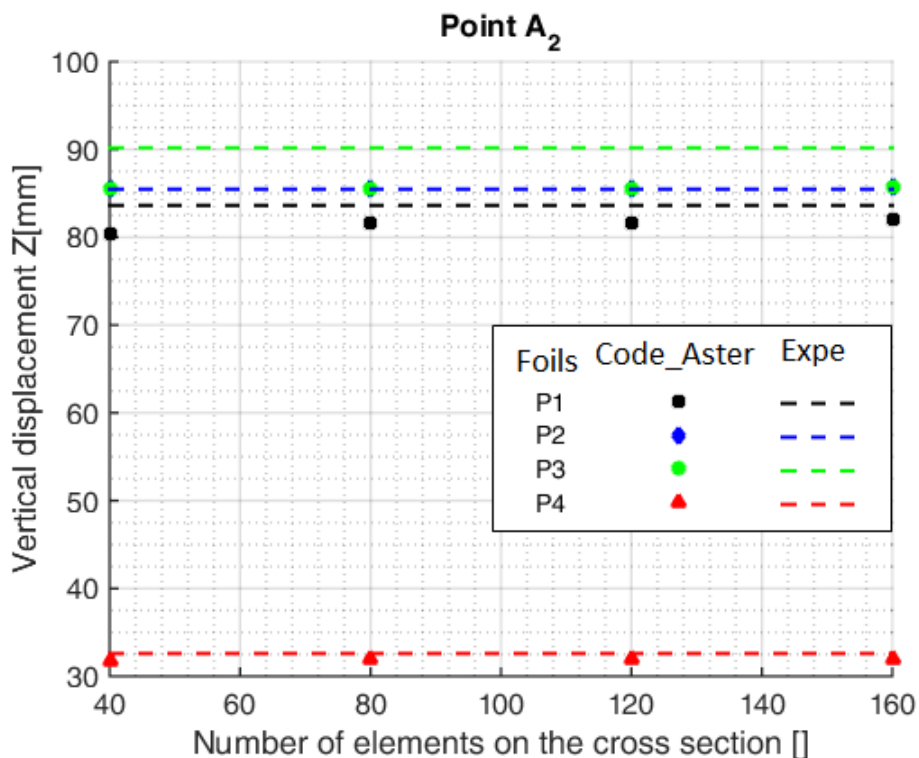 Point A2
Vertical displacement Z[mm]
100
90
80
70
60
50
40
30
Foils Code_Aster Expe
P1
P2
P3
P4
40 60 80 100 120 140 160
Number of elements on the cross section []